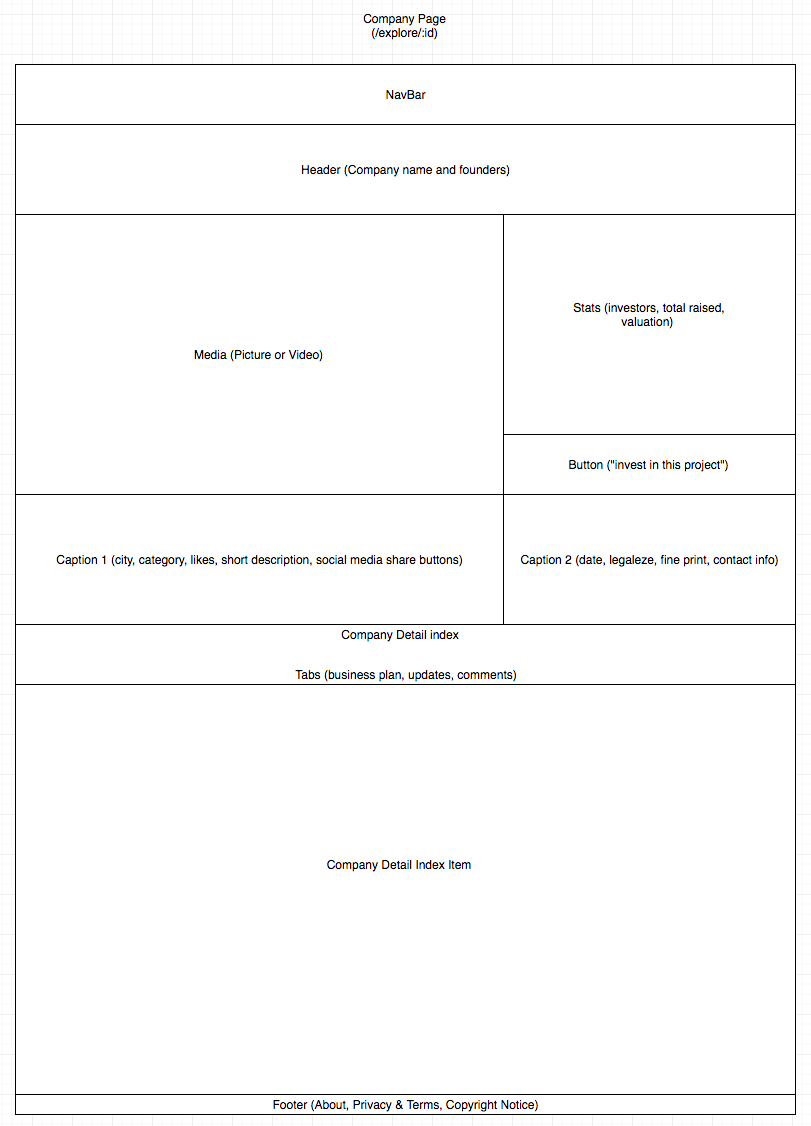 Company Page
(/explore/:id)
NavBar
Header (Company name and founders)
Media (Picture or Video)
Stats (investors, total raised,
valuation)
Button ("invest in this project")
Caption 1 (city, category, likes, short description, social media share buttons)
Caption 2 (date, legaleze, fine print, contact info)
Company Detail index
Tabs (business plan, updates, comments)
Company Detail Index Item
Footer (About, Privacy & Terms, Copyright Notice)